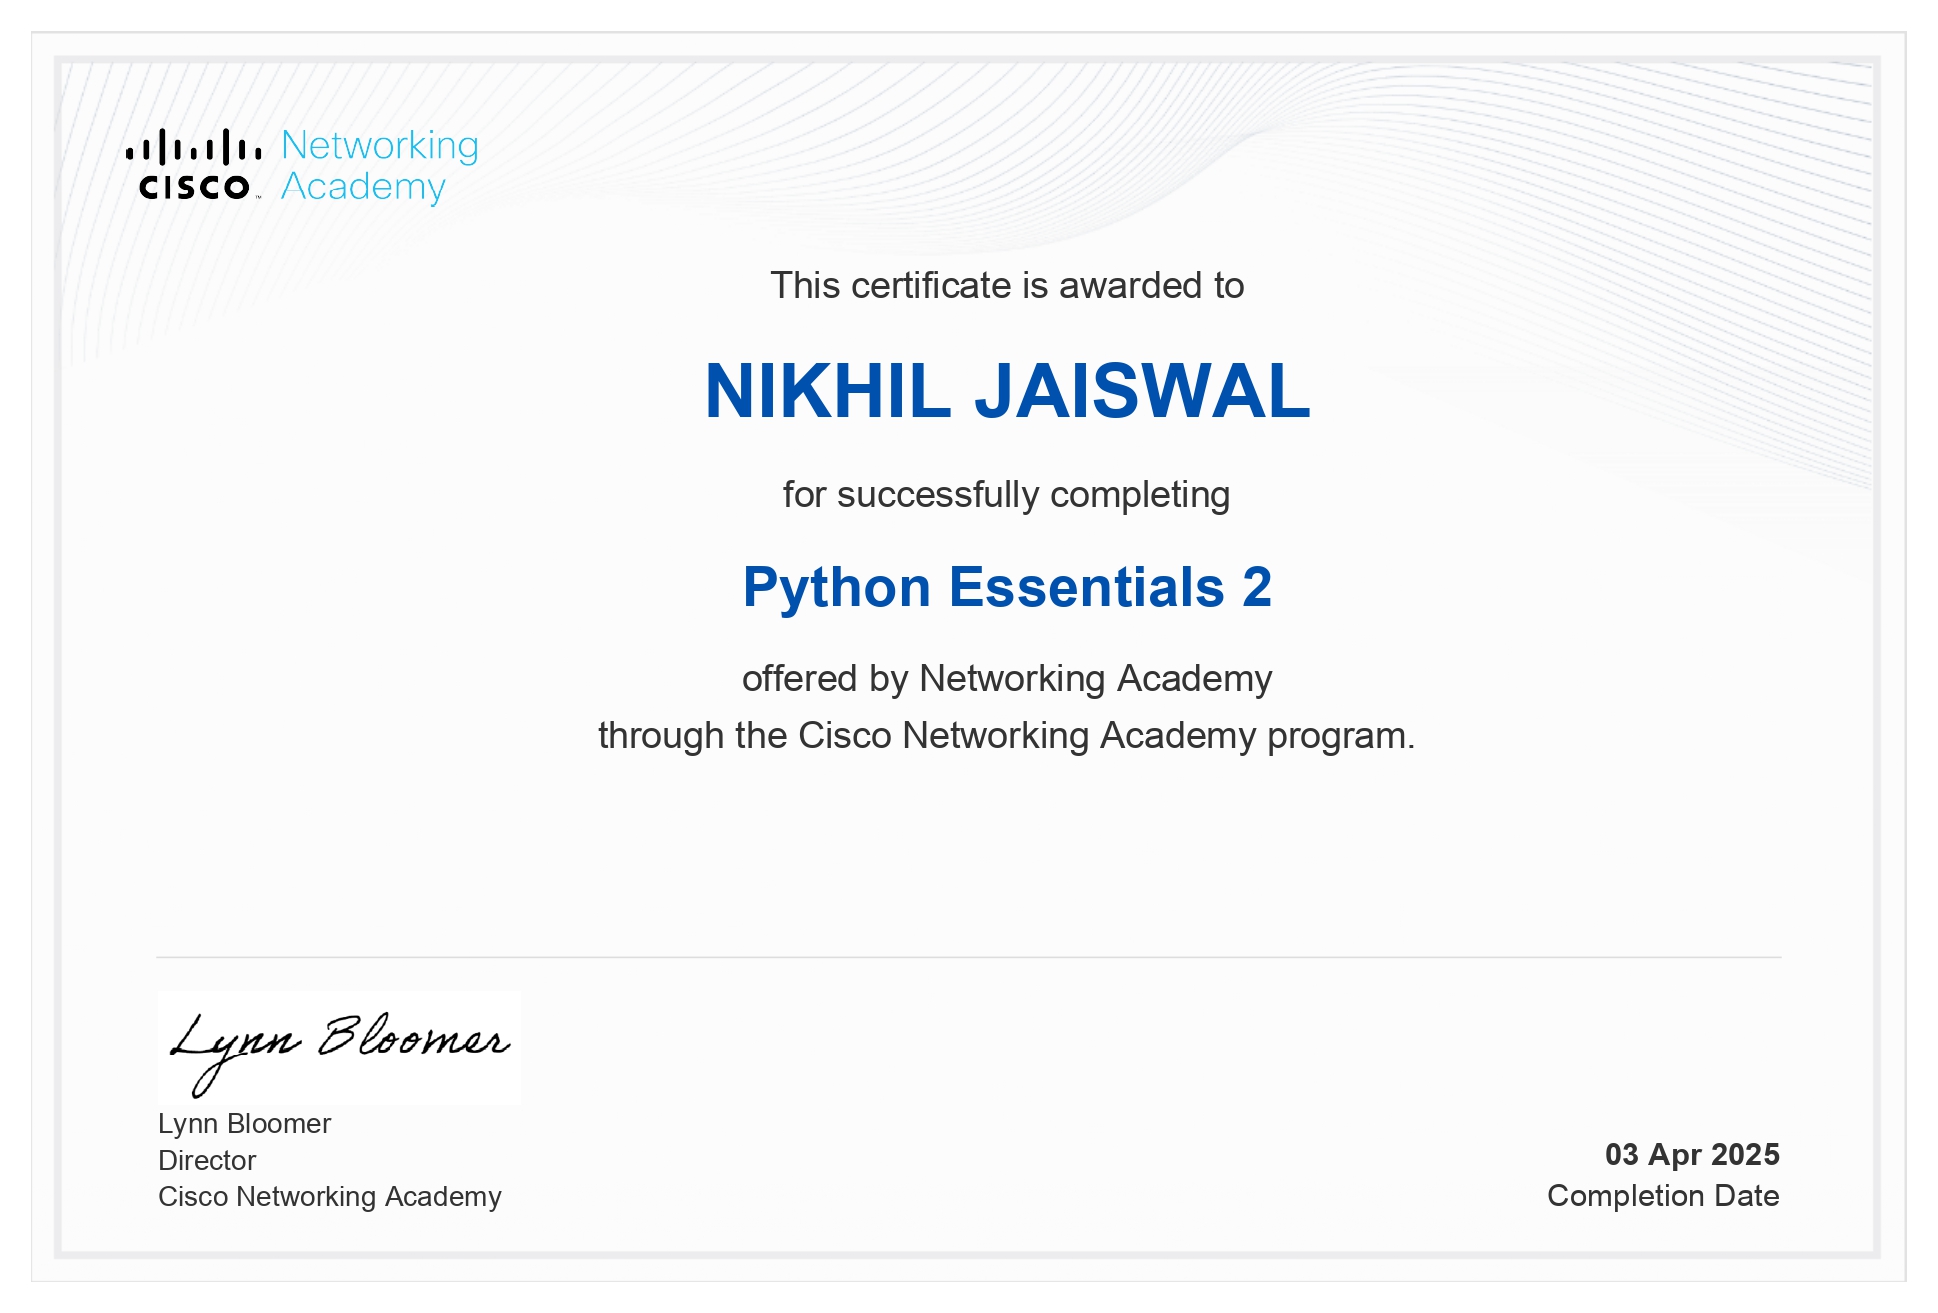 Networking
Academy
CISCO™
This certificate is awarded to
NIKHIL JAISWAL
for successfully completing
Python Essentials 2
offered by Networking Academy
through the Cisco Networking Academy program.
Lynn Bloomer
Lynn Bloomer
Director
Cisco Networking Academy
03 Apr 2025
Completion Date